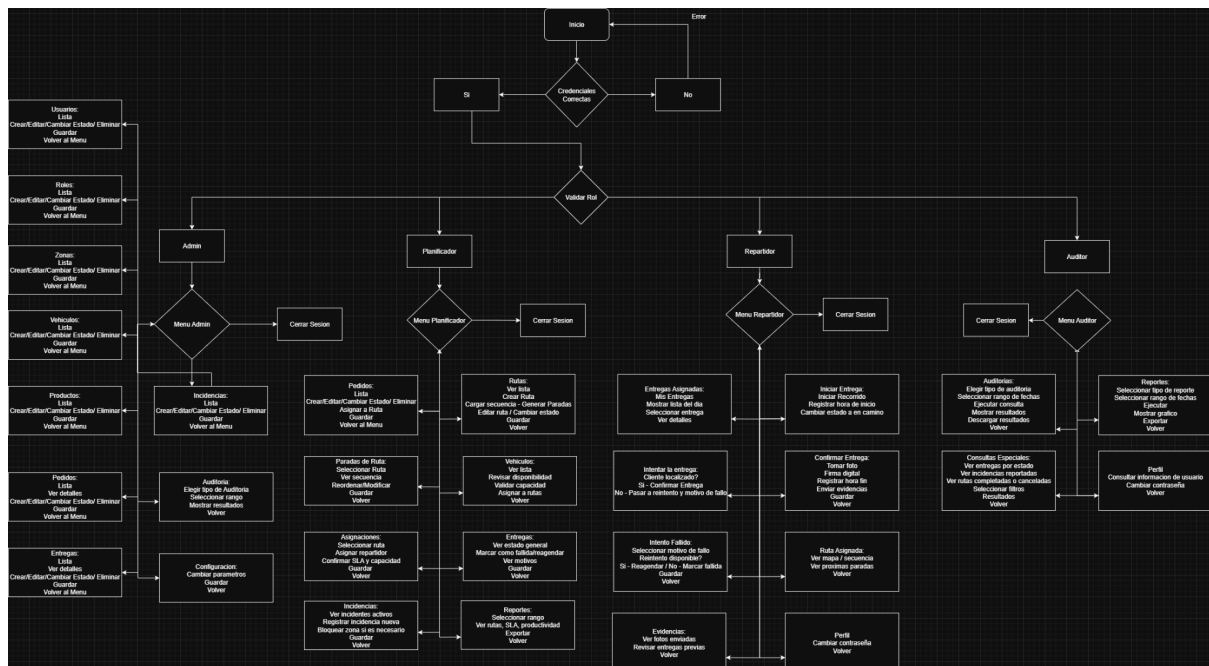 Inicio
Error
Credenciales
Correctas
Si
No
Validar Rol
Usuarios:
Lista
Crear/Editar/Cambiar Estado/ Eliminar
Guardar
Volver al Menu
Roles:
Lista
Crear/Editar/Cambiar Estado/ Eliminar
Guardar
Volver al Menu
Zonas:
Lista
Crear/Editar/Cambiar Estado/ Eliminar
Guardar
Volver al Menu
Vehiculos:
Lista
Crear/Editar/Cambiar Estado/ Eliminar
Guardar
Volver al Menu
Productos:
Lista
Crear/Editar/Cambiar Estado/ Eliminar
Guardar
Volver al Menu
Pedidos:
Lista
Ver detalles
Crear/Editar/Cambiar Estado/ Eliminar
Guardar
Volver al Menu
Entregas:
Lista
Ver detalles
Crear/Editar/Cambiar Estado/ Eliminar
Guardar
Volver al Menu
Admin
Menu Admin
Cerrar Sesion
Incidencias:
Lista
Crear/Editar/Cambiar Estado/ Eliminar
Guardar
Volver al Menu
Auditoria:
Elegir tipo de Auditoria
Seleccionar rango
Mostrar resultados
Volver
Configuracion:
Cambiar parametros
Guardar
Volver
Planificador
Menu Planificador
Cerrar Sesion
Pedidos:
Lista
Crear/Editar/Cambiar Estado/ Eliminar
Asignar a Ruta
Guardar
Volver al Menu
Rutas:
Ver lista
Crear Ruta
Cargar secuencia - Generar Paradas
Editar ruta / Cambiar estado
Guardar
Volver
Paradas de Ruta:
Seleccionar Ruta
Ver secuencia
Reordenar/Modificar
Guardar
Volver
Vehiculos:
Ver lista
Revisar disponibilidad
Validar capacidad
Asignar a rutas
Volver
Asignaciones:
Seleccionar ruta
Asignar repartidor
Confirmar SLA y capacidad
Guardar
Volver
Entregas:
Ver estado general
Marcar como fallida/reagendar
Ver motivos
Guardar
Volver
Incidencias:
Ver incidentes activos
Registrar incidencia nueva
Bloquear zona si es necesario
Guardar
Volver
Reportes:
Seleccionar rango
Ver rutas, SLA, productividad
Exportar
Volver
Repartidor
Menu Repartidor
Cerrar Sesion
Entregas Asignadas:
Mis Entregas
Mostrar lista del dia
Seleccionar entrega
Ver detalles
Iniciar Entrega:
Iniciar Recorrido
Registrar hora de inicio
Cambiar estado a en camino
Intentar la entrega:
Cliente localizado?
Si - Confirmar Entrega
No - Pasar a reintento y motivo de fallo
Confirmar Entrega:
Tomar foto
Firma digital
Registrar hora fin
Enviar evidencias
Guardar
Volver
Intento Fallido:
Seleccionar motivo de fallo
Reintento disponible?
Si - Reagendar / No - Marcar fallida
Guardar
Volver
Ruta Asignada:
Ver mapa / secuencia
Ver proximas paradas
Volver
Evidencias:
Ver fotos enviadas
Revisar entregas previas
Volver
Perfil
Cambiar contraseña
Volver
Auditor
Cerrar Sesion
Menu Auditor
Auditorias:
Elegir tipo de auditoria
Seleccionar rango de fechas
Ejecutar consulta
Mostrar resultados
Descargar resultados
Volver
Reportes:
Seleccionar tipo de reporte
Seleccionar rango de fechas
Ejecutar
Mostrar grafico
Exportar
Volver
Consultas Especiales:
Ver entregas por estado
Ver incidencias reportadas
Ver rutas completadas o canceladas
Seleccionar filtros
Resultados
Volver
Perfil
Consultar informacion de usuario
Cambiar contraseña
Volver